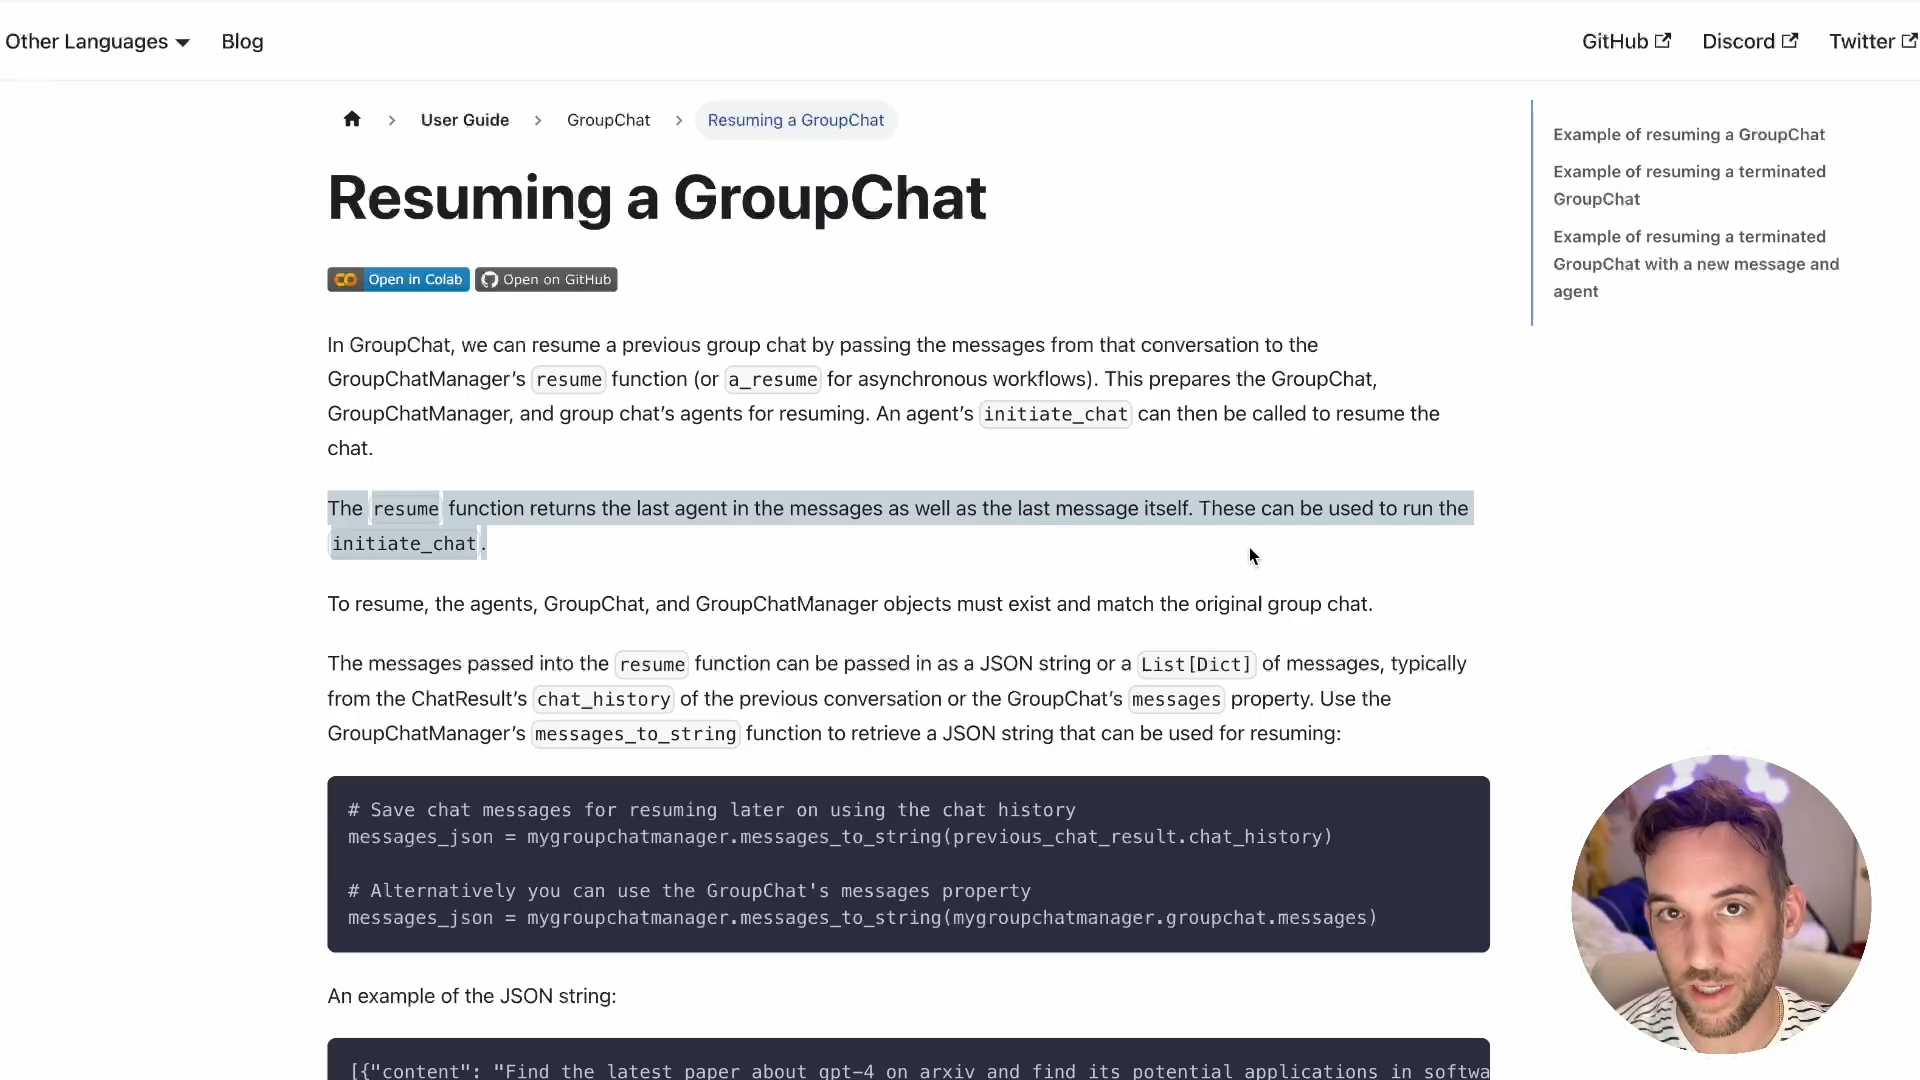 Other Languages Blog GitHub Discord Twitter
User Guide GroupChat Resuming a GroupChat
Resuming a GroupChat
Open in Colab Open on GitHub
In GroupChat, we can resume a previous group chat by passing the messages from that conversation to the
GroupChatManager’s resume function (or a_resume for asynchronous workflows). This prepares the GroupChat,
GroupChatManager, and group chat’s agents for resuming. An agent’s initiate_chat can then be called to resume the
chat.
The resume function returns the last agent in the messages as well as the last message itself. These can be used to run the
initiate_chat.
To resume, the agents, GroupChat, and GroupChatManager objects must exist and match the original group chat.
The messages passed into the resume function can be passed in as a JSON string or a List[Dict] of messages, typically
from the ChatResult’s chat_history of the previous conversation or the GroupChat’s messages property. Use the
GroupChatManager’s messages_to_string function to retrieve a JSON string that can be used for resuming:
# Save chat messages for resuming later on using the chat history
messages_json = mygroupchatmanager.messages_to_string(previous_chat_result.chat_history)
# Alternatively you can use the GroupChat's messages property
messages_json = mygroupchatmanager.messages_to_string(mygroupchatmanager.groupchat.messages)
An example of the JSON string:
[{"content": "Find the latest paper about gpt-4 on arxiv and find its potential applications in softwa
Example of resuming a GroupChat
Example of resuming a terminated
GroupChat
Example of resuming a terminated
GroupChat with a new message and
agent